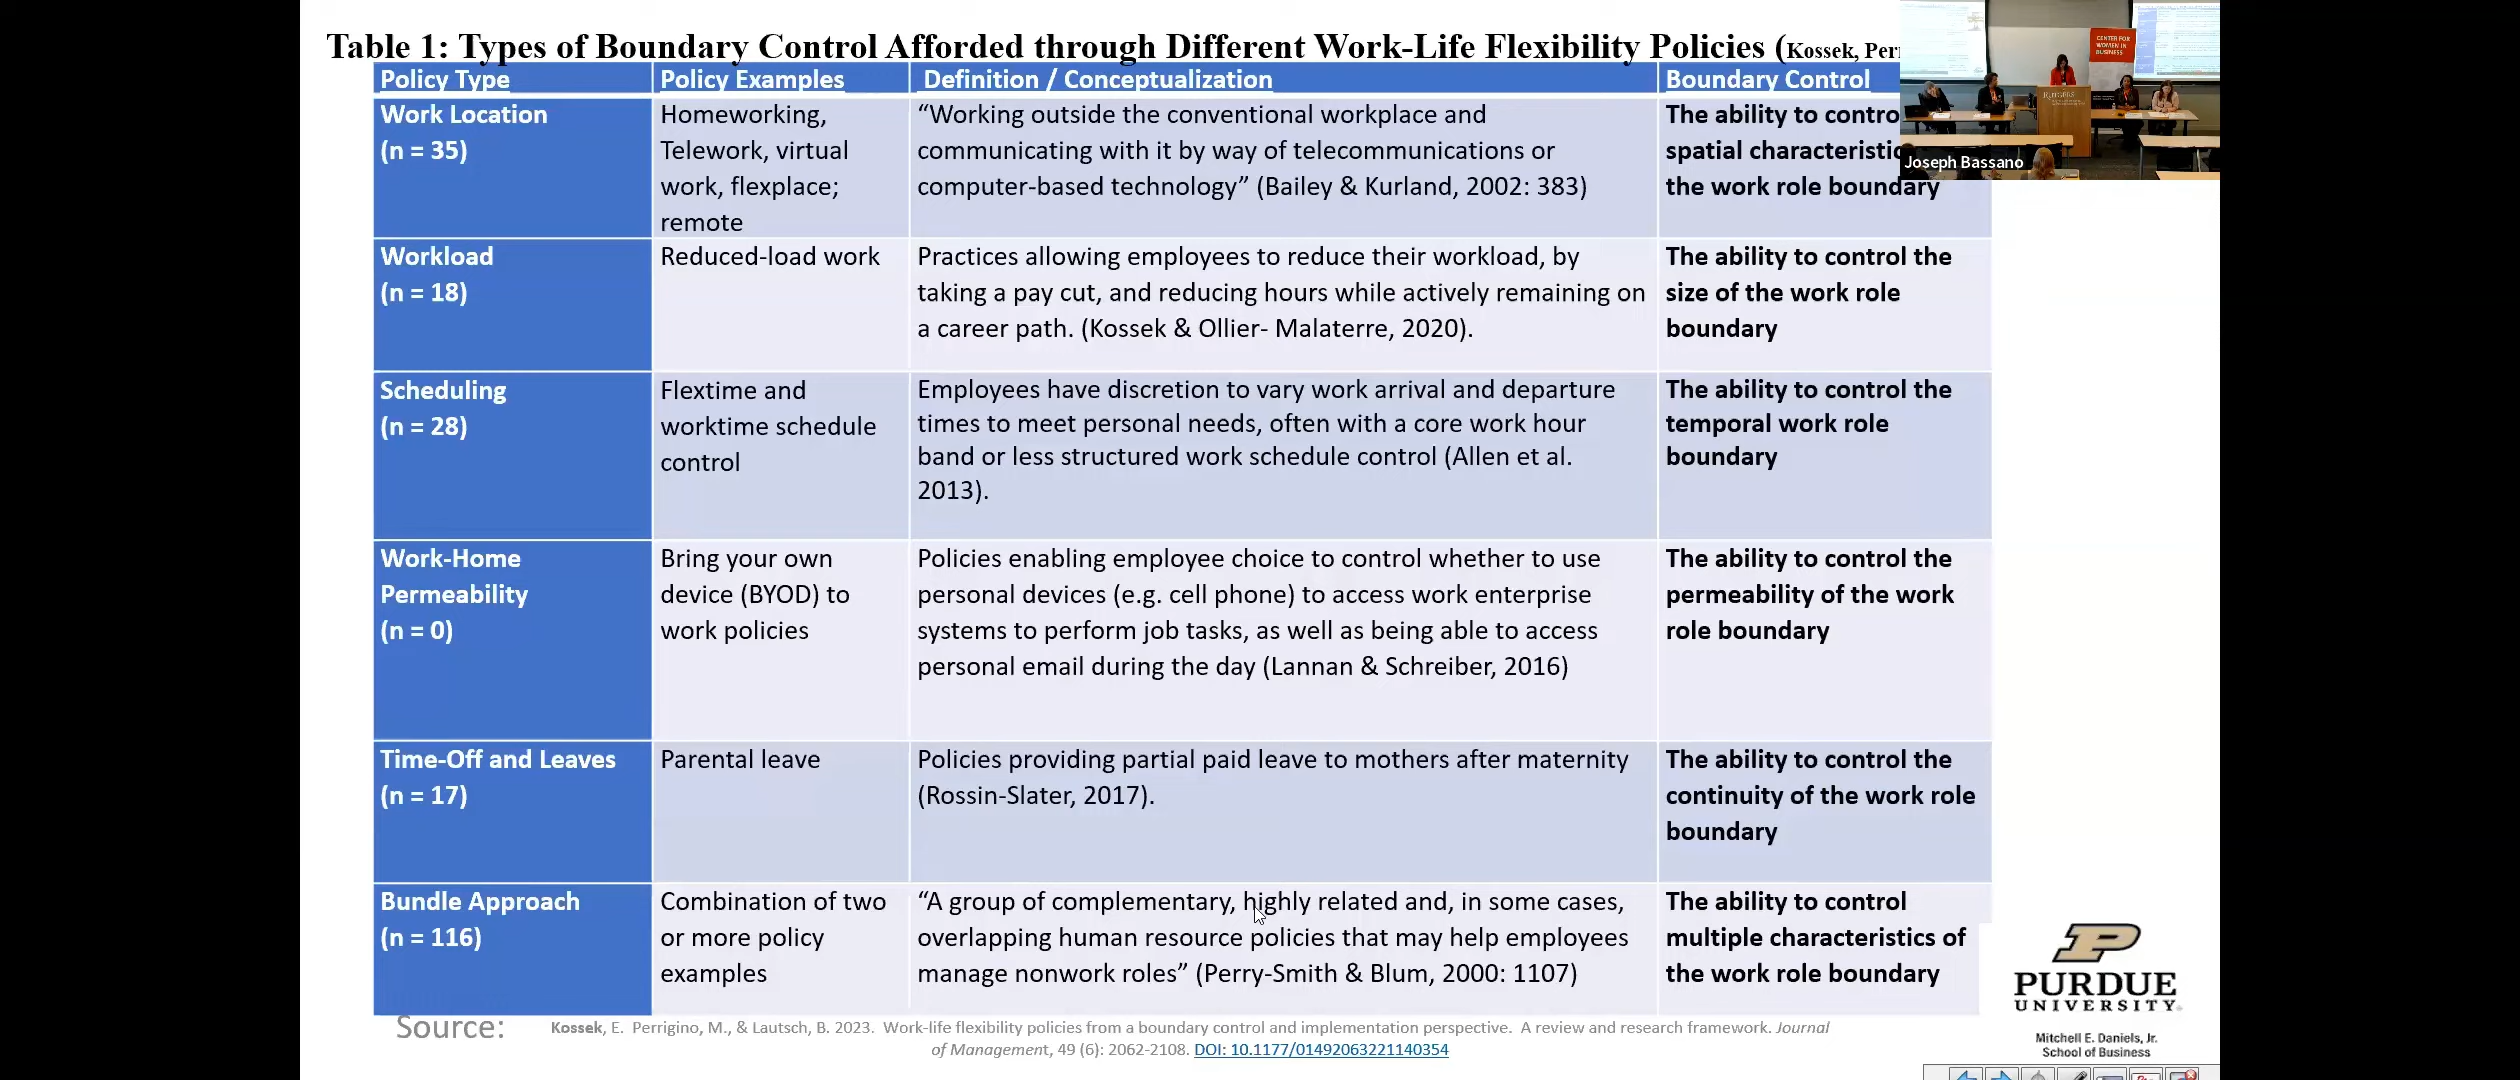 Table 1: Types of Boundary Control Afforded through Different Work-Life Flexibility Policies (Kossek,
Policy Type
Policy Examples
Definition / Conceptualization
Boundary Control
Work Location
(n = 35)
Homeworking,
Telework, virtual
work, flexplace;
remote
“Working outside the conventional workplace and
communicating with it by way of telecommunications or
computer-based technology” (Bailey & Kurland, 2002: 383)
The ability to
spatial
the work role boundary
Workload
(n = 18)
Reduced-load work
Practices allowing employees to reduce their workload, by
taking a pay cut, and reducing hours while actively remaining on
a career path. (Kossek & Ollier- Malaterre, 2020).
The ability to control the
size of the work role
boundary
Scheduling
(n = 28)
Flextime and
worktime schedule
control
Employees have discretion to vary work arrival and departure
times to meet personal needs, often with a core work hour
band or less structured work schedule control (Allen et al.
2013).
The ability to control the
temporal work role
boundary
Work-Home
Permeability
(n = 0)
Bring your own
device (BYOD) to
work policies
Policies enabling employee choice to control whether to use
personal devices (e.g. cell phone) to access work enterprise
systems to perform job tasks, as well as being able to access
personal email during the day (Lannan & Schreiber, 2016)
The ability to control the
permeability of the work
role boundary
Time-Off and Leaves
(n = 17)
Parental leave
Policies providing partial paid leave to mothers after maternity
(Rossin-Slater, 2017).
The ability to control the
continuity of the work role
boundary
Bundle Approach
(n = 116)
Combination of two
or more policy
examples
“A group of complementary, highly related and, in some cases,
overlapping human resource policies that may help employees
manage nonwork roles” (Perry-Smith & Blum, 2000: 1107)
The ability to control
multiple characteristics of
the work role boundary
Source:
Kossek, E. Perrigino, M., & Lautsch, B. 2023. Work-life flexibility policies from a boundary control and implementation perspective. A review and research framework. Journal
of Management, 49 (6): 2062-2108. DOI: 10.1177/01492063221140354
CENTER FOR
WOMEN IN
BUSINESS
RUTGERS
Joseph Bassano
P
PURDUE
UNIVERSITY.
Mitchell E. Daniels, Jr.
School of Business